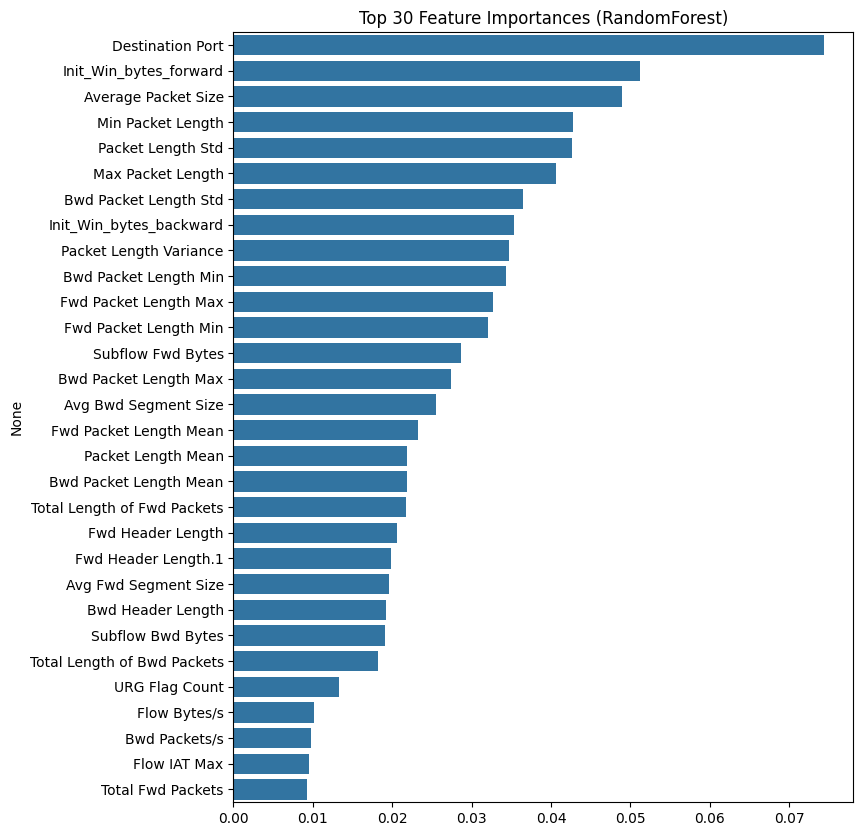 Top 30 Feature Importances (RandomForest)
Destination Port
Init_Win_bytes_forward
Average Packet Size
Min Packet Length
Packet Length Std
Max Packet Length
Bwd Packet Length Std
Init_Win_bytes_backward
Packet Length Variance
Bwd Packet Length Min
Fwd Packet Length Max
Fwd Packet Length Min
Subflow Fwd Bytes
Bwd Packet Length Max
Avg Bwd Segment Size
None
Fwd Packet Length Mean
Packet Length Mean
Bwd Packet Length Mean
Total Length of Fwd Packets
Fwd Header Length
Fwd Header Length.1
Avg Fwd Segment Size
Bwd Header Length
Subflow Bwd Bytes
Total Length of Bwd Packets
URG Flag Count
Flow Bytes/s
Bwd Packets/s
Flow IAT Max
Total Fwd Packets
0.00 0.01 0.02 0.03 0.04 0.05 0.06 0.07